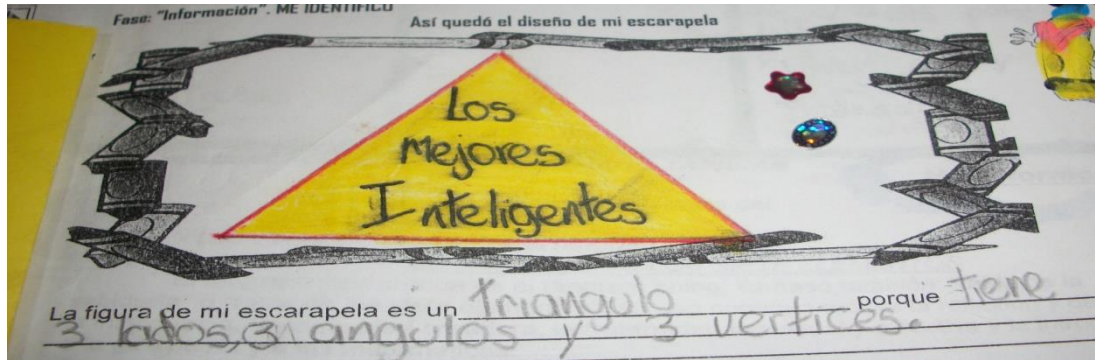 Fase: "Información". ME IDENTIFICO
Así quedó el diseño de mi escarapela
Los
mejores
Inteligentes
La figura de mi escarapela es un Triangulo porque tiene
3 lados, 3 angulos y 3 vertices.